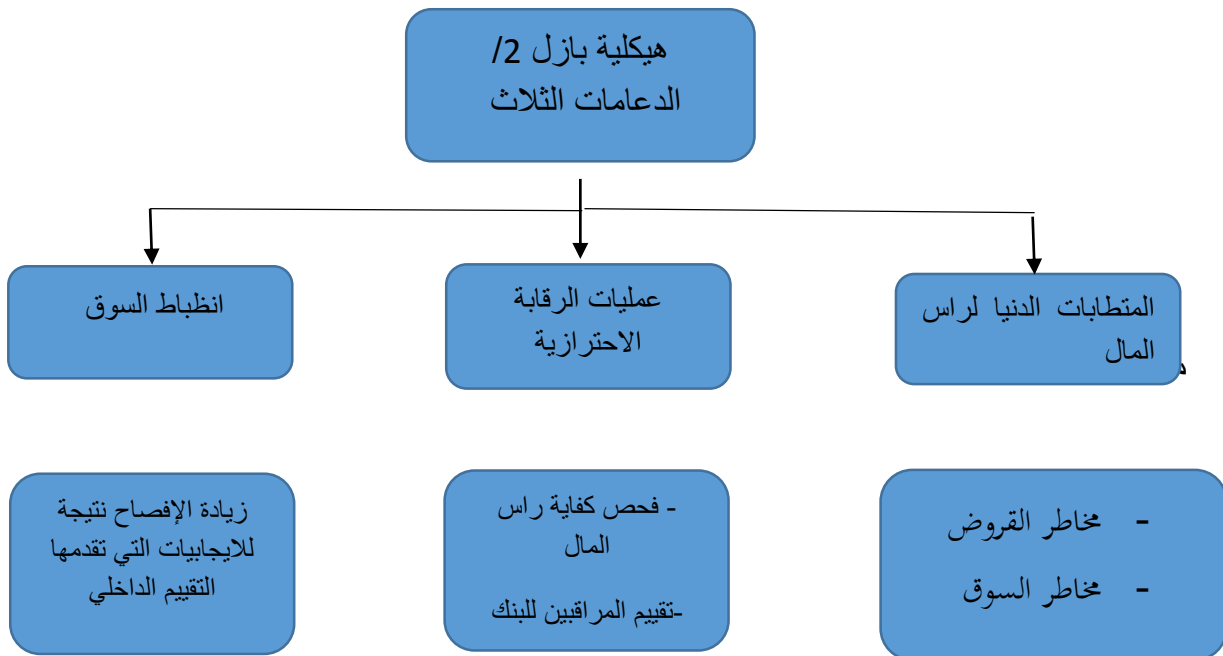 هيكلية بازل 2/
الدعامات الثلاث
المتطابات الدنيا لراس
المال
عمليات الرقابة
الاحترازية
انظباط السوق
- مخاطر القروض
- مخاطر السوق
- فحص كفاية راس
المال
-تقييم المراقبين للبنك
زيادة الإفصاح نتيجة
للايجابيات التي تقدمها
التقييم الداخلي